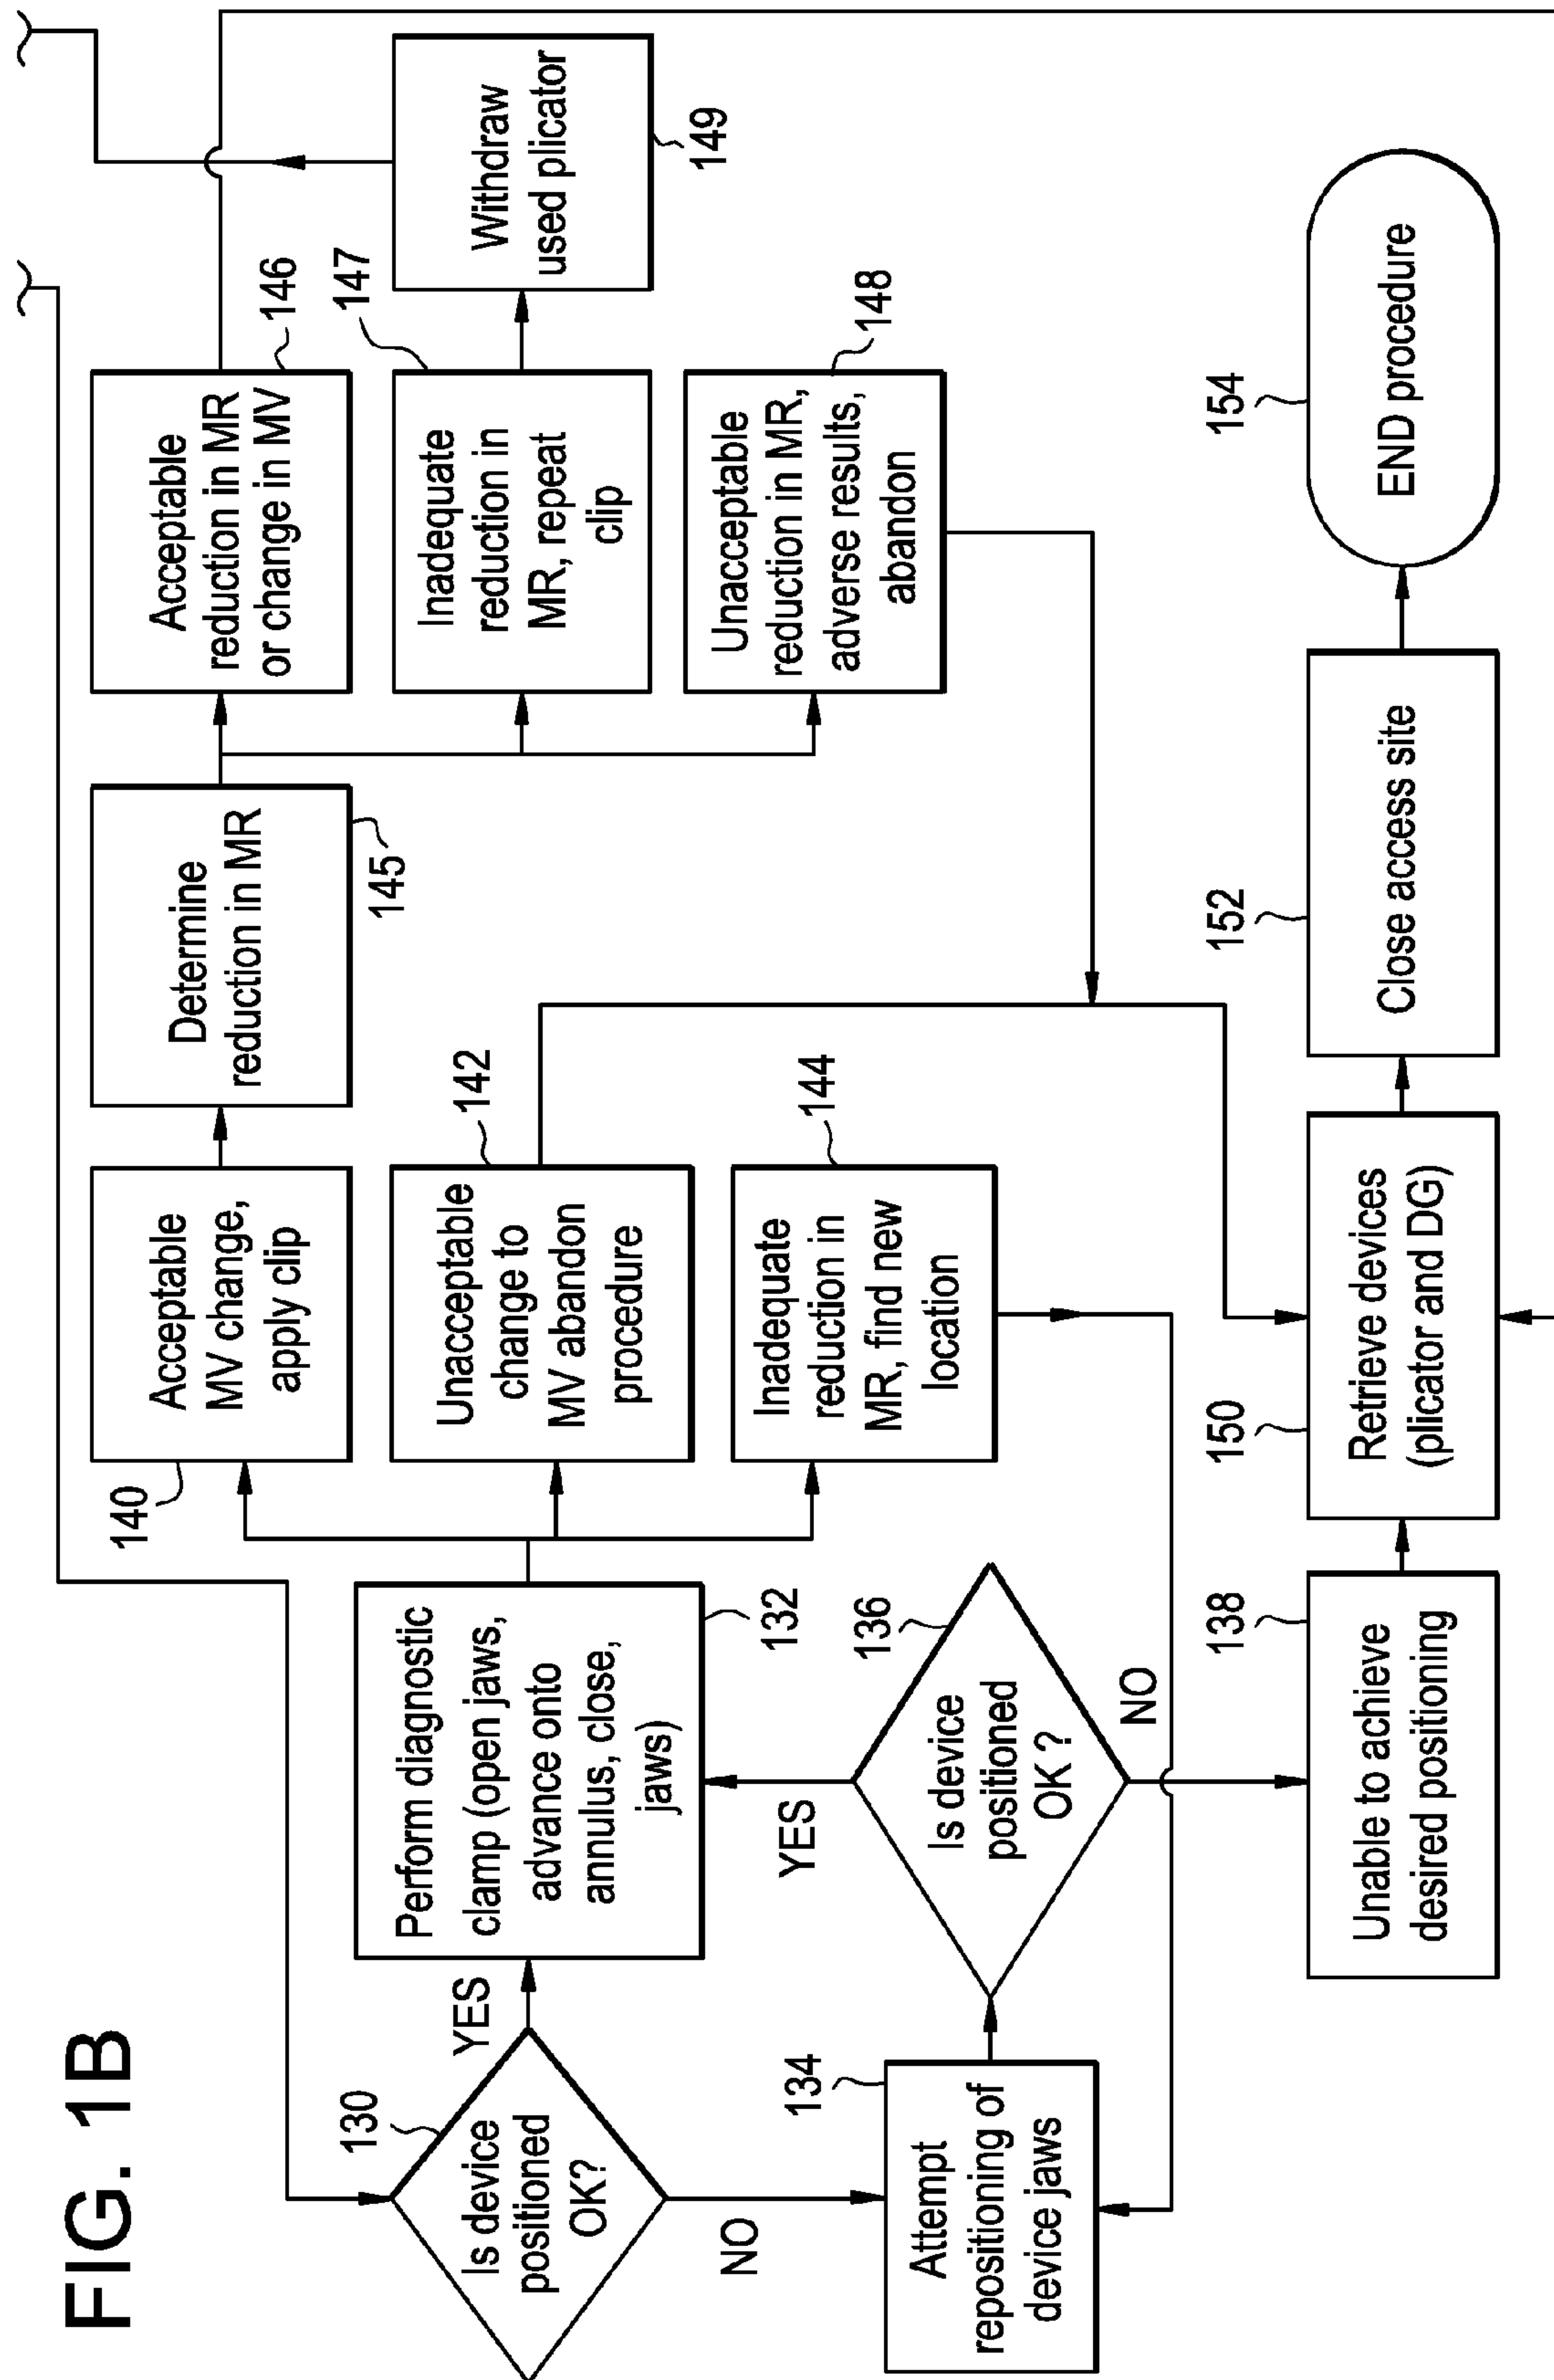 FIG. 1B
130
Is device
positioned
OK?
YES
NO
Perform diagnostic
clamp (open jaws,
advance onto
annulus, close,
jaws)
132
134
Attempt
repositioning of
device jaws
136
Is device
positioned
OK ?
YES
NO
138
Unable to achieve
desired positioning
140
Acceptable
MV change,
apply clip
142
Unacceptable
change to
MV abandon
procedure
144
Inadequate
reduction in
MR, find new
location
Determine
reduction in MR
145
Acceptable
reduction in MR
or change in MV
146
147
Inadequate
reduction in
MR, repeat
clip
148
Unacceptable
reduction in MR,
adverse results,
abandon
Withdraw
used plicator
149
150
Retrieve devices
(plicator and DG)
152
Close access site
154
END procedure